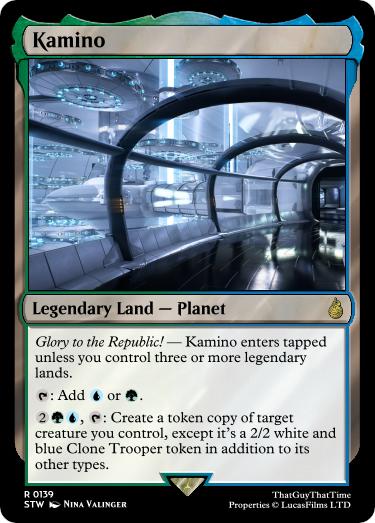 Kamino
Legendary Land — Planet
Glory to the Republic! — Kamino enters tapped
unless you control three or more legendary
lands.
: Add or .
2 , : Create a token copy of target
creature you control, except it's a 2/2 white and
blue Clone Trooper token in addition to its
other types.
R 0139
STW Nina Valinger
ThatGuyThatTime
Properties © LucasFilms LTD